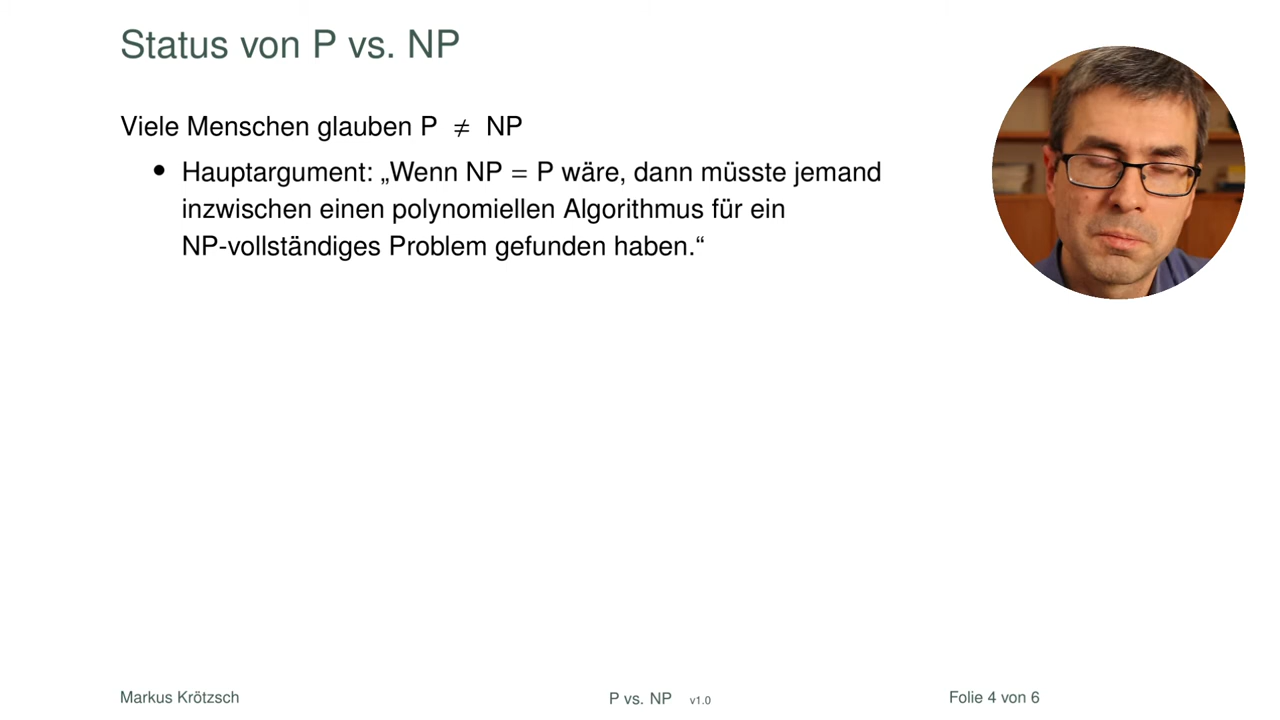 Status von P vs. NP
Viele Menschen glauben P ≠ NP
• Hauptargument: „Wenn NP = P wäre, dann müsste jemand
inzwischen einen polynomiellen Algorithmus für ein
NP-vollständiges Problem gefunden haben.“
Markus Krötzsch
P vs. NP v1.0
Folie 4 von 6